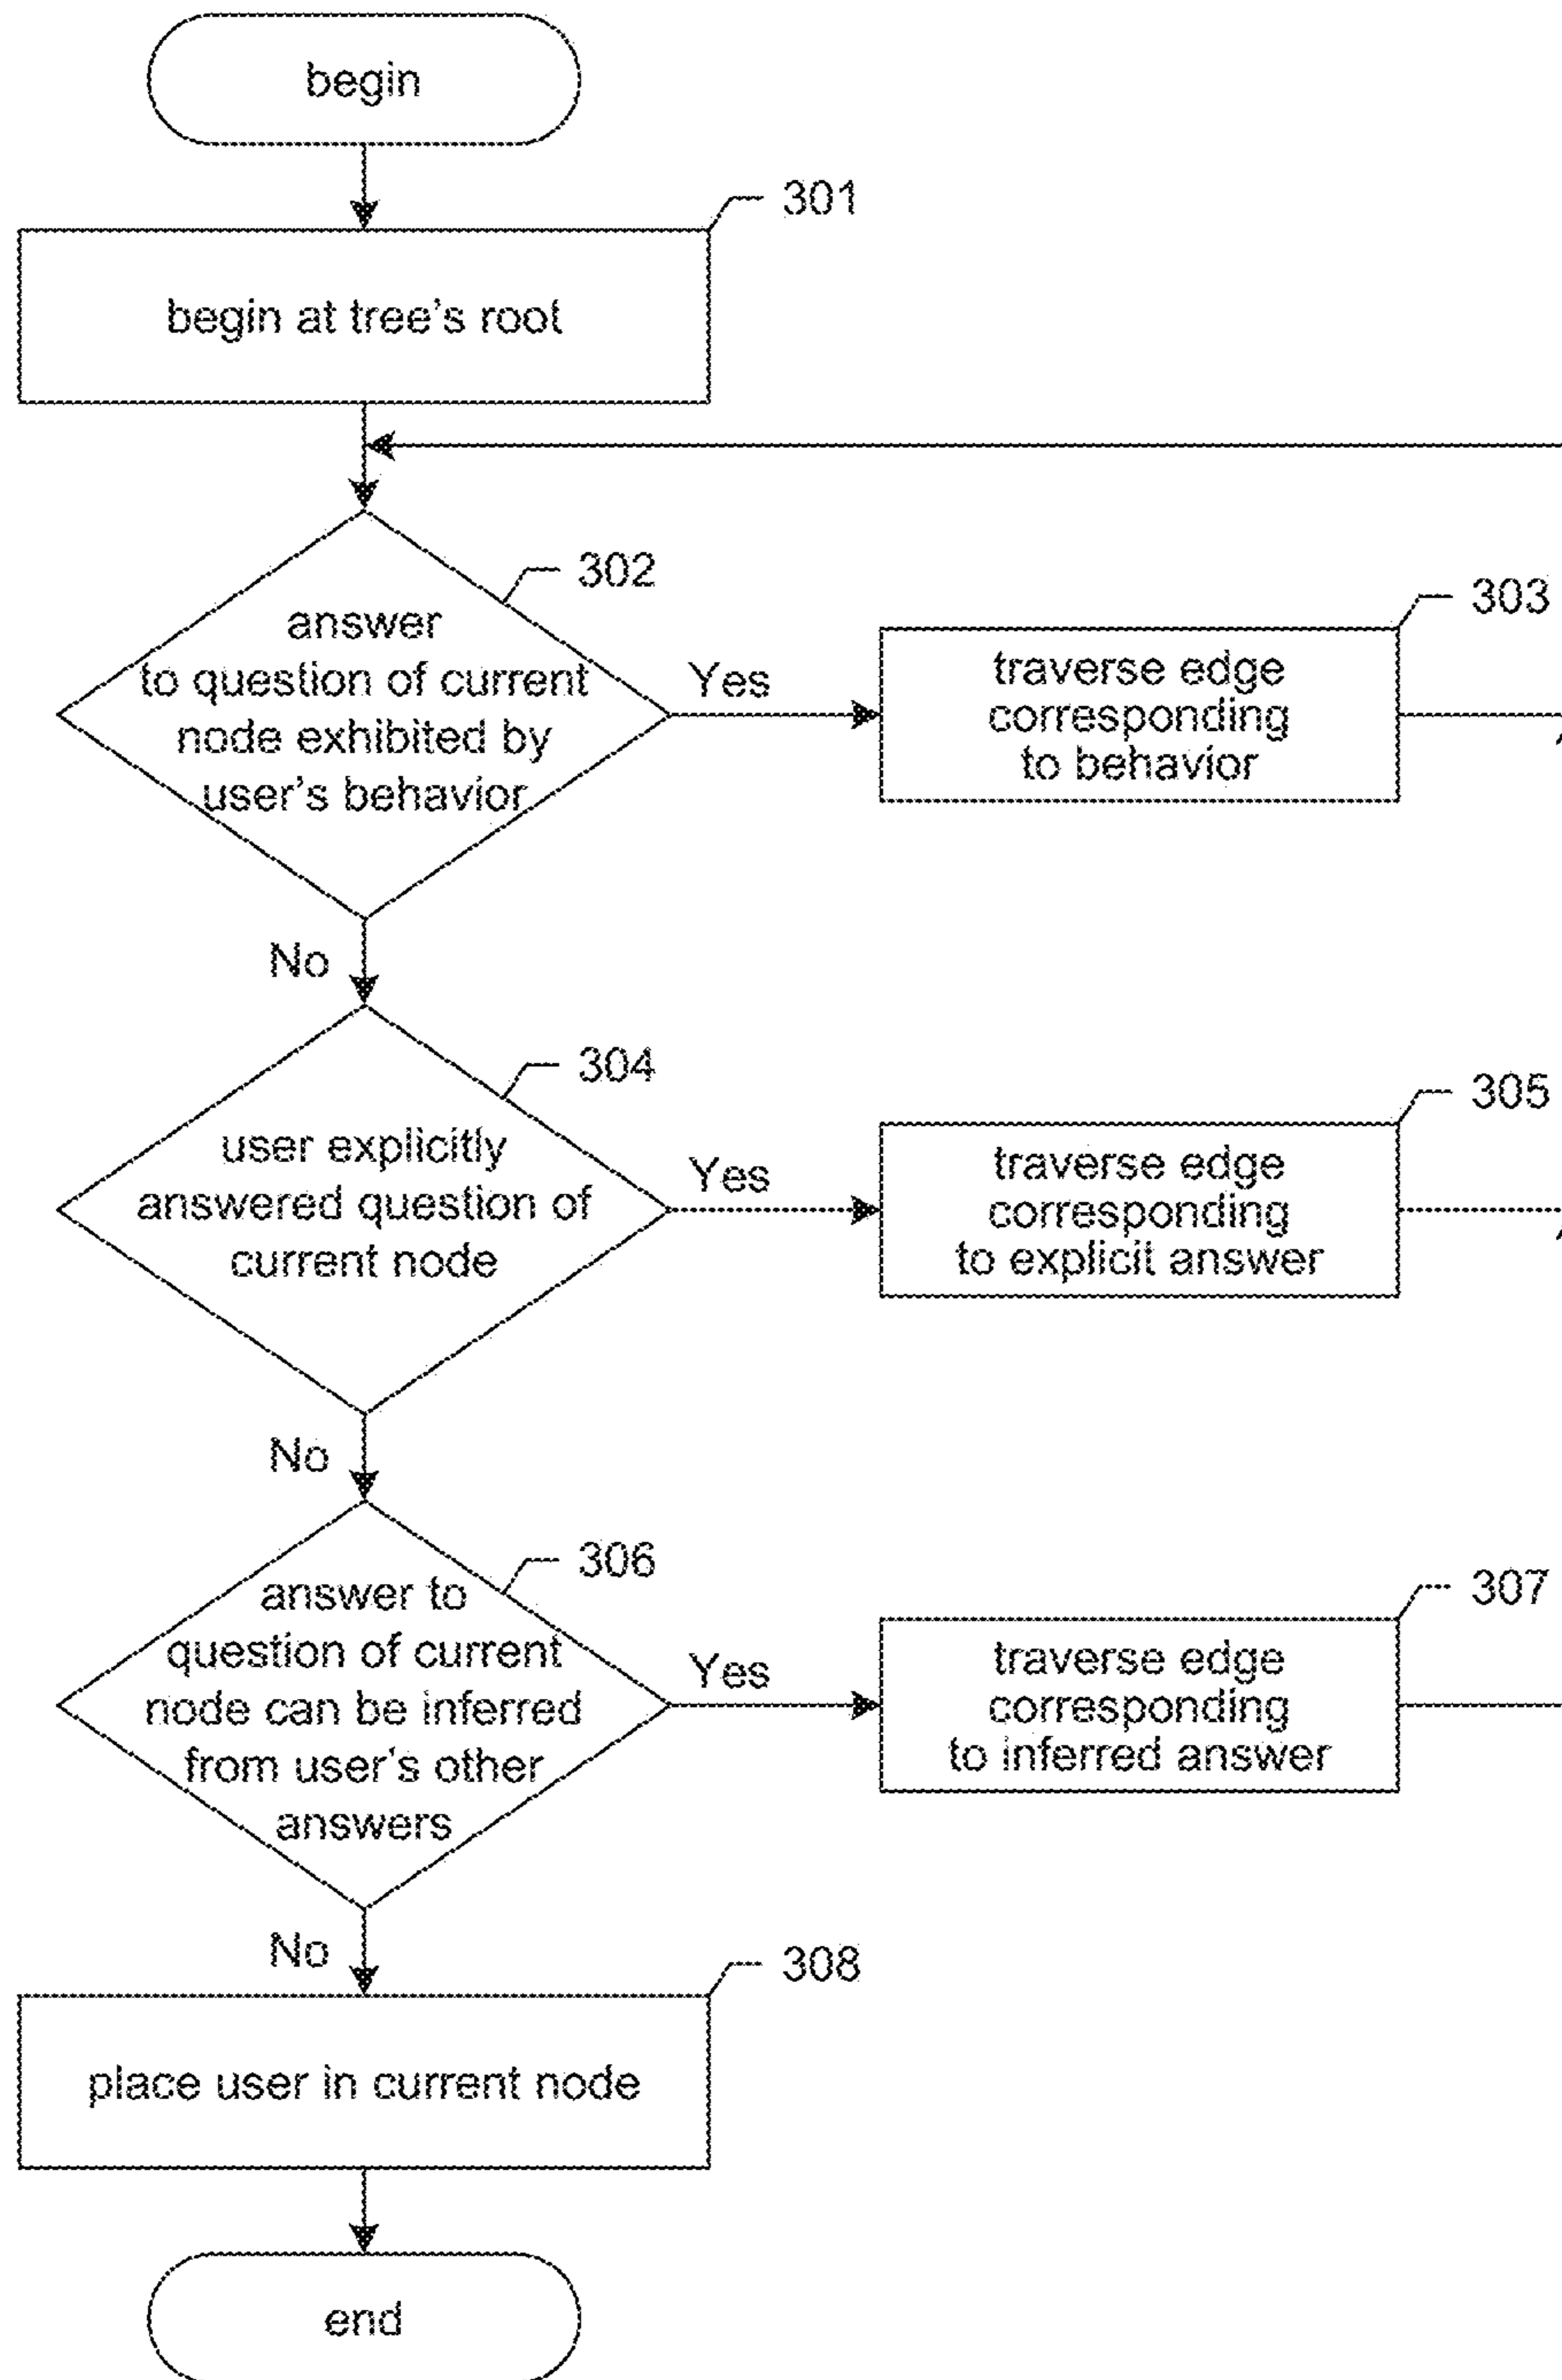 begin
301
begin at tree's root
302
answer
to question of current
node exhibited by
user's behavior
Yes
303
traverse edge
corresponding
to behavior
No
304
user explicitly
answered question of
current node
Yes
305
traverse edge
corresponding
to explicit answer
No
306
answer to
question of current
node can be inferred
from user's other
answers
Yes
307
traverse edge
corresponding
to inferred answer
No
308
place user in current node
end